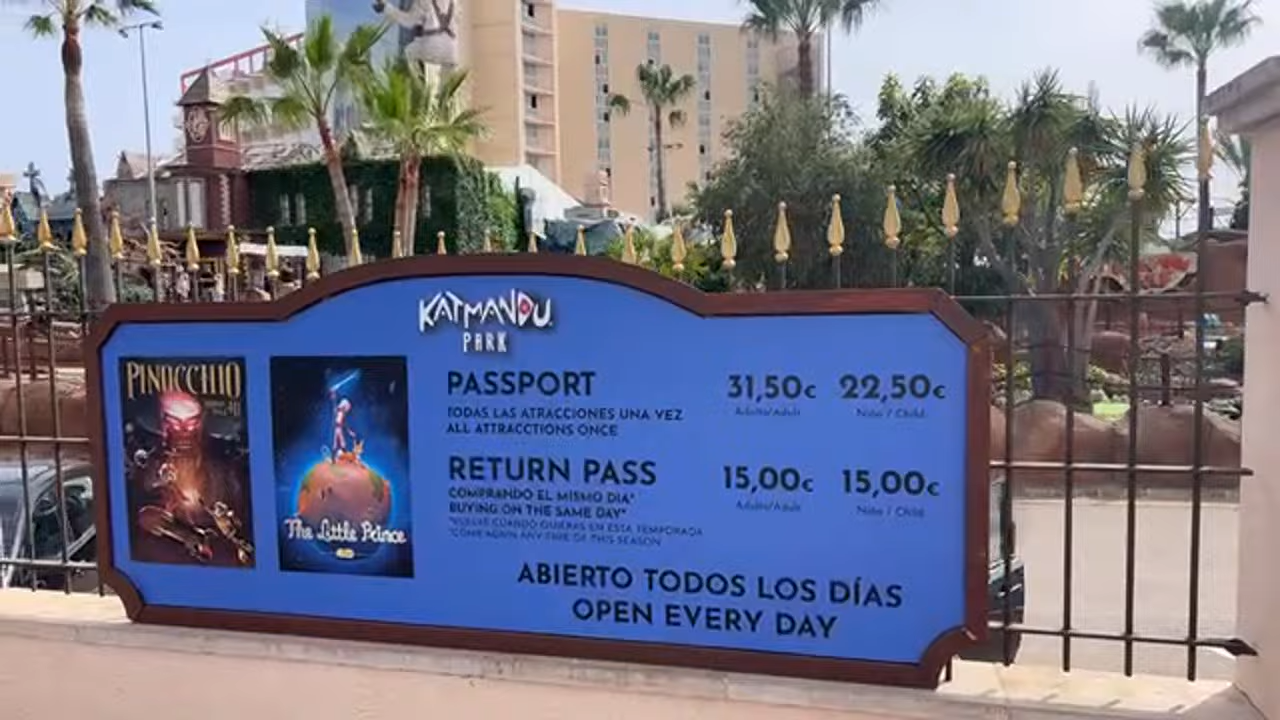 KATMANDU
PARK
PINOCCHIO
The Little Prince
4D
PASSPORT
31,50€ 22,50€
TODAS LAS ATRACCIONES UNA VEZ
ALL ATTRACCTIONS ONCE
Adulto/Adult Niño / Child
RETURN PASS
15,00€ 15,00€
COMPRANDO EL MISMO DIA*
BUYING ON THE SAME DAY*
Adulto/Adult Niño / Child
*VUELVE CUANDO QUIERAS EN ESTA TEMPORADA
*COME AGAIN ANY TIME OF THIS SEASON
ABIERTO TODOS LOS DÍAS
OPEN EVERY DAY